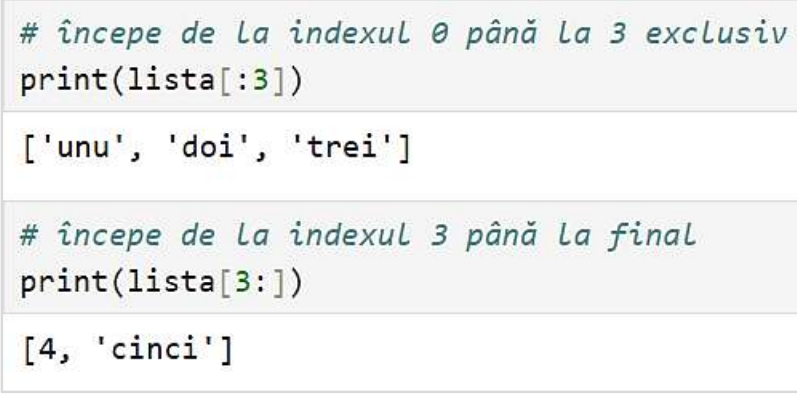 # începe de la indexul 0 până la 3 exclusiv
print(lista[:3])
['unu', 'doi', 'trei']
# începe de la indexul 3 până la final
print(lista[3:])
[4, 'cinci']